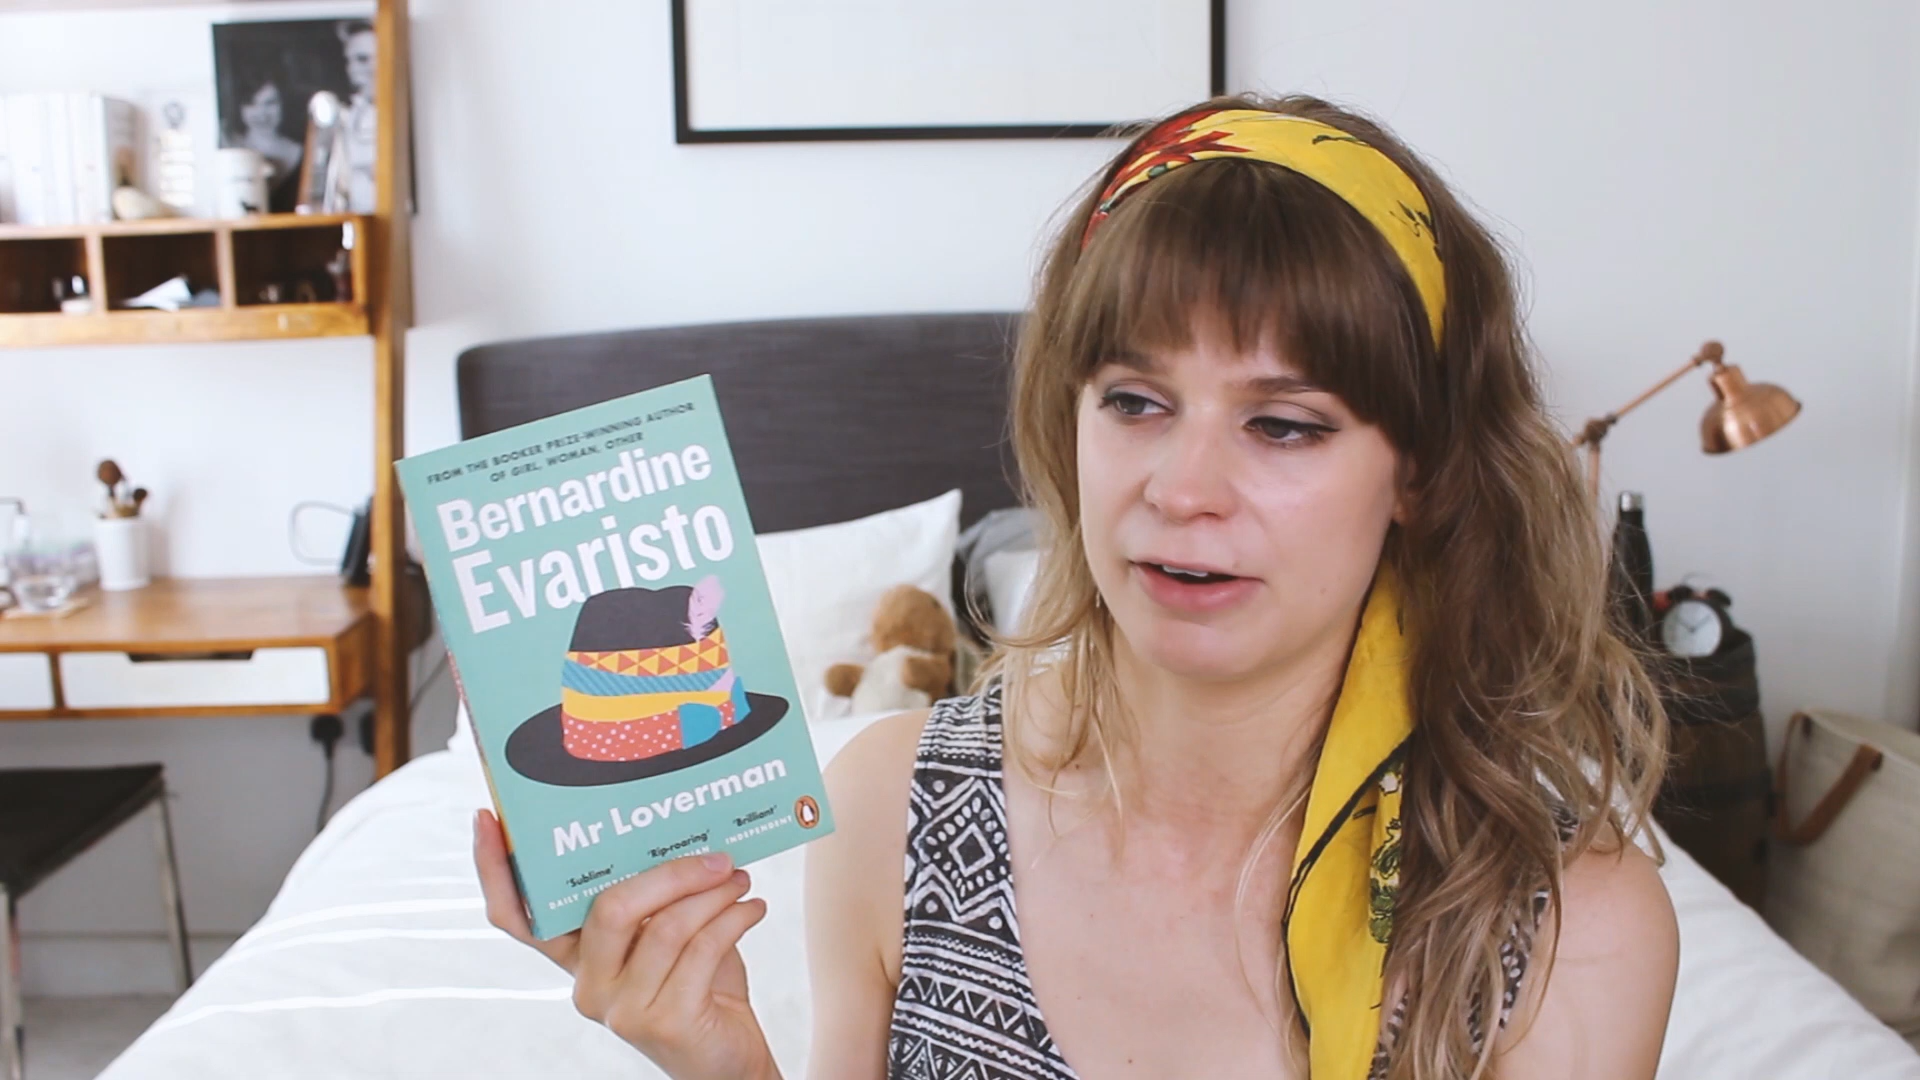 FROM THE BOOKER PRIZE-WINNING AUTHOR
OF GIRL, WOMAN, OTHER
Bernardine
Evaristo
Mr Loverman
'Sublime' 'Rip-roaring' 'Brilliant'
DAILY INDEPENDENT